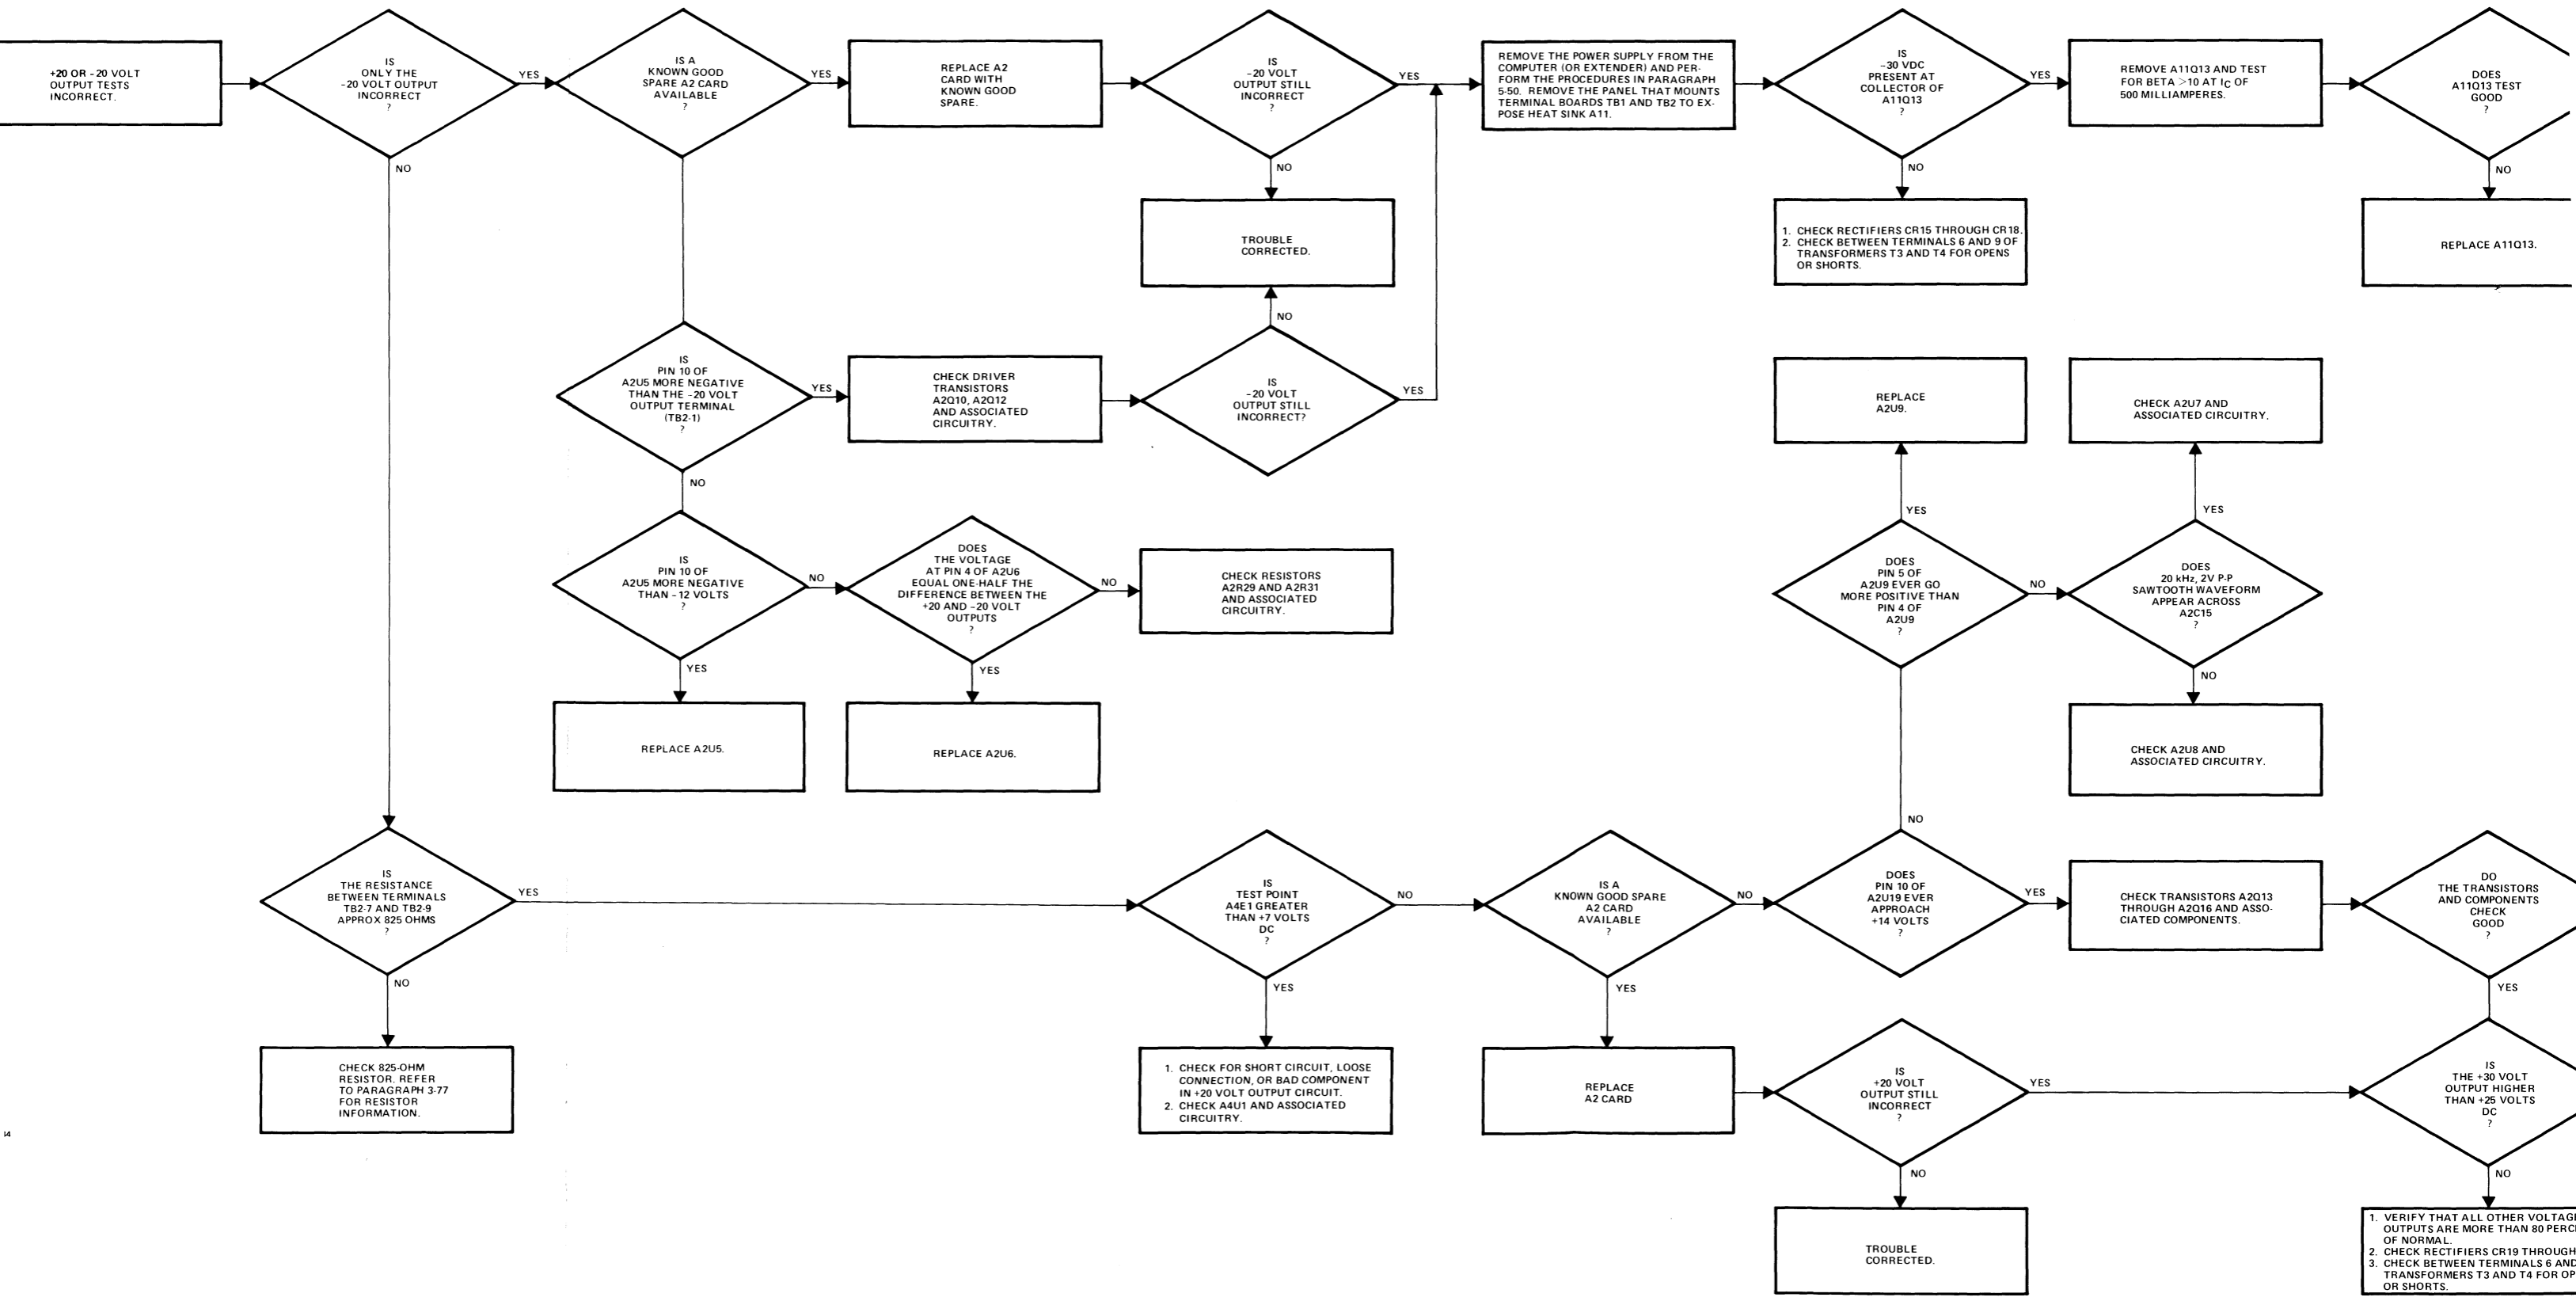 +20 OR -20 VOLT
OUTPUT TESTS
INCORRECT.
IS
ONLY THE
-20 VOLT OUTPUT
INCORRECT
?
YES
NO
IS A
KNOWN GOOD
SPARE A2 CARD
AVAILABLE
?
YES
REPLACE A2
CARD WITH
KNOWN GOOD
SPARE.
IS
-20 VOLT
OUTPUT STILL
INCORRECT
?
YES
NO
REMOVE THE POWER SUPPLY FROM THE
COMPUTER (OR EXTENDER) AND PER-
FORM THE PROCEDURES IN PARAGRAPH
5-50. REMOVE THE PANEL THAT MOUNTS
TERMINAL BOARDS TB1 AND TB2 TO EX-
POSE HEAT SINK A11.
IS
-30 VDC
PRESENT AT
COLLECTOR OF
A11Q13
?
YES
NO
REMOVE A11Q13 AND TEST
FOR BETA >10 AT IC OF
500 MILLIAMPERES.
DOES
A11Q13 TEST
GOOD
?
NO
TROUBLE
CORRECTED.
1. CHECK RECTIFIERS CR15 THROUGH CR18.
2. CHECK BETWEEN TERMINALS 6 AND 9 OF
TRANSFORMERS T3 AND T4 FOR OPENS
OR SHORTS.
REPLACE A11Q13.
NO
IS
PIN 10 OF
A2U5 MORE NEGATIVE
THAN THE -20 VOLT
OUTPUT TERMINAL
(TB2-1)
?
YES
NO
CHECK DRIVER
TRANSISTORS
A2Q10, A2Q12
AND ASSOCIATED
CIRCUITRY.
IS
-20 VOLT
OUTPUT STILL
INCORRECT?
YES
REPLACE
A2U9.
CHECK A2U7 AND
ASSOCIATED CIRCUITRY.
YES
YES
IS
PIN 10 OF
A2U5 MORE NEGATIVE
THAN -12 VOLTS
?
NO
YES
DOES
THE VOLTAGE
AT PIN 4 OF A2U6
EQUAL ONE-HALF THE
DIFFERENCE BETWEEN THE
+20 AND -20 VOLT
OUTPUTS
?
NO
YES
CHECK RESISTORS
A2R29 AND A2R31
AND ASSOCIATED
CIRCUITRY.
DOES
PIN 5 OF
A2U9 EVER GO
MORE POSITIVE THAN
PIN 4 OF
A2U9
?
NO
DOES
20 kHz, 2V P-P
SAWTOOTH WAVEFORM
APPEAR ACROSS
A2C15
?
NO
REPLACE A2U5.
REPLACE A2U6.
CHECK A2U8 AND
ASSOCIATED CIRCUITRY.
NO
IS
THE RESISTANCE
BETWEEN TERMINALS
TB2-7 AND TB2-9
APPROX 825 OHMS
?
YES
NO
IS
TEST POINT
A4E1 GREATER
THAN +7 VOLTS
DC
?
NO
YES
IS A
KNOWN GOOD SPARE
A2 CARD
AVAILABLE
?
NO
YES
DOES
PIN 10 OF
A2U19 EVER
APPROACH
+14 VOLTS
?
YES
CHECK TRANSISTORS A2Q13
THROUGH A2Q16 AND ASSO-
CIATED COMPONENTS.
DO
THE TRANSISTORS
AND COMPONENTS
CHECK
GOOD
?
YES
CHECK 825-OHM
RESISTOR. REFER
TO PARAGRAPH 3-77
FOR RESISTOR
INFORMATION.
1. CHECK FOR SHORT CIRCUIT, LOOSE
CONNECTION, OR BAD COMPONENT
IN +20 VOLT OUTPUT CIRCUIT.
2. CHECK A4U1 AND ASSOCIATED
CIRCUITRY.
REPLACE
A2 CARD
IS
+20 VOLT
OUTPUT STILL
INCORRECT
?
YES
NO
IS
THE +30 VOLT
OUTPUT HIGHER
THAN +25 VOLTS
DC
?
NO
TROUBLE
CORRECTED.
1. VERIFY THAT ALL OTHER VOLTAG
OUTPUTS ARE MORE THAN 80 PERC
OF NORMAL.
2. CHECK RECTIFIERS CR19 THROUGH
3. CHECK BETWEEN TERMINALS 6 AND
TRANSFORMERS T3 AND T4 FOR OP
OR SHORTS.